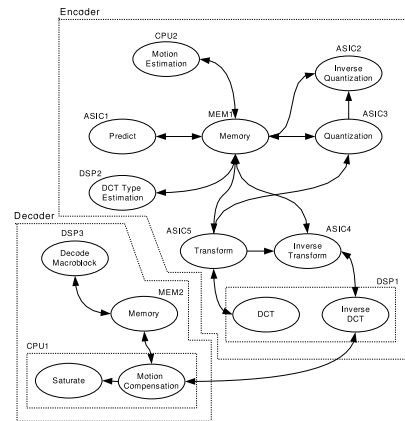 Encoder
CPU2
Motion
Estimation
ASIC2
Inverse
Quantization
ASIC1
Predict
MEM1
Memory
ASIC3
Quantization
DSP2
DCT Type
Estimation
Decoder
DSP3
Decode
Macroblock
ASIC5
Transform
ASIC4
Inverse
Transform
MEM2
Memory
DSP1
DCT
Inverse
DCT
CPU1
Saturate
Motion
Compensation